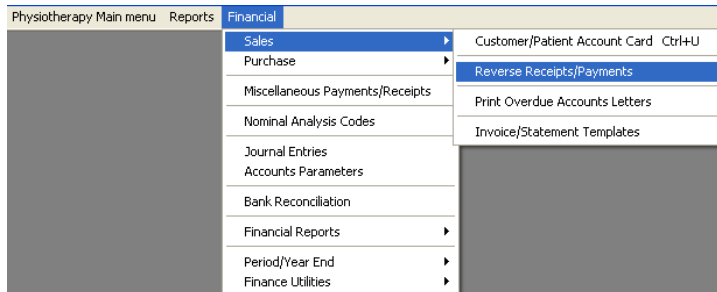 Physiotherapy Main menu Reports Financial
Sales
Purchase
Miscellaneous Payments/Receipts
Nominal Analysis Codes
Journal Entries
Accounts Parameters
Bank Reconciliation
Financial Reports
Period/Year End
Finance Utilities
Customer/Patient Account Card Ctrl+U
Reverse Receipts/Payments
Print Overdue Accounts Letters
Invoice/Statement Templates